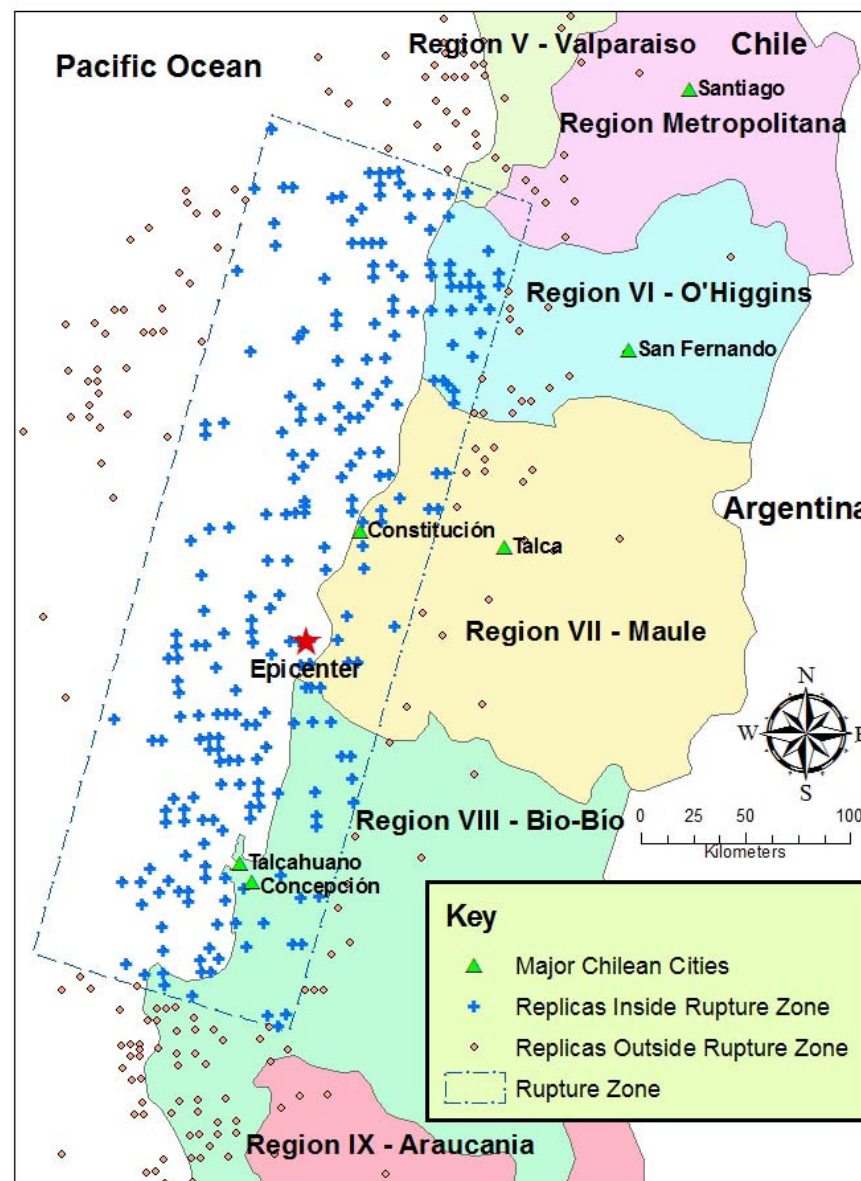 Region V - Valparaiso
Chile
Pacific Ocean
Santiago
Region Metropolitana
Region VI - O'Higgins
San Fernando
Argentina
Constitución
Talca
Region VII - Maule
Epicenter
N
W
E
S
Region VIII - Bio-Bío
0 25 50 100
Kilometers
Talcahuano
Concepción
Key
Major Chilean Cities
Replicas Inside Rupture Zone
Replicas Outside Rupture Zone
Rupture Zone
Region IX - Araucania